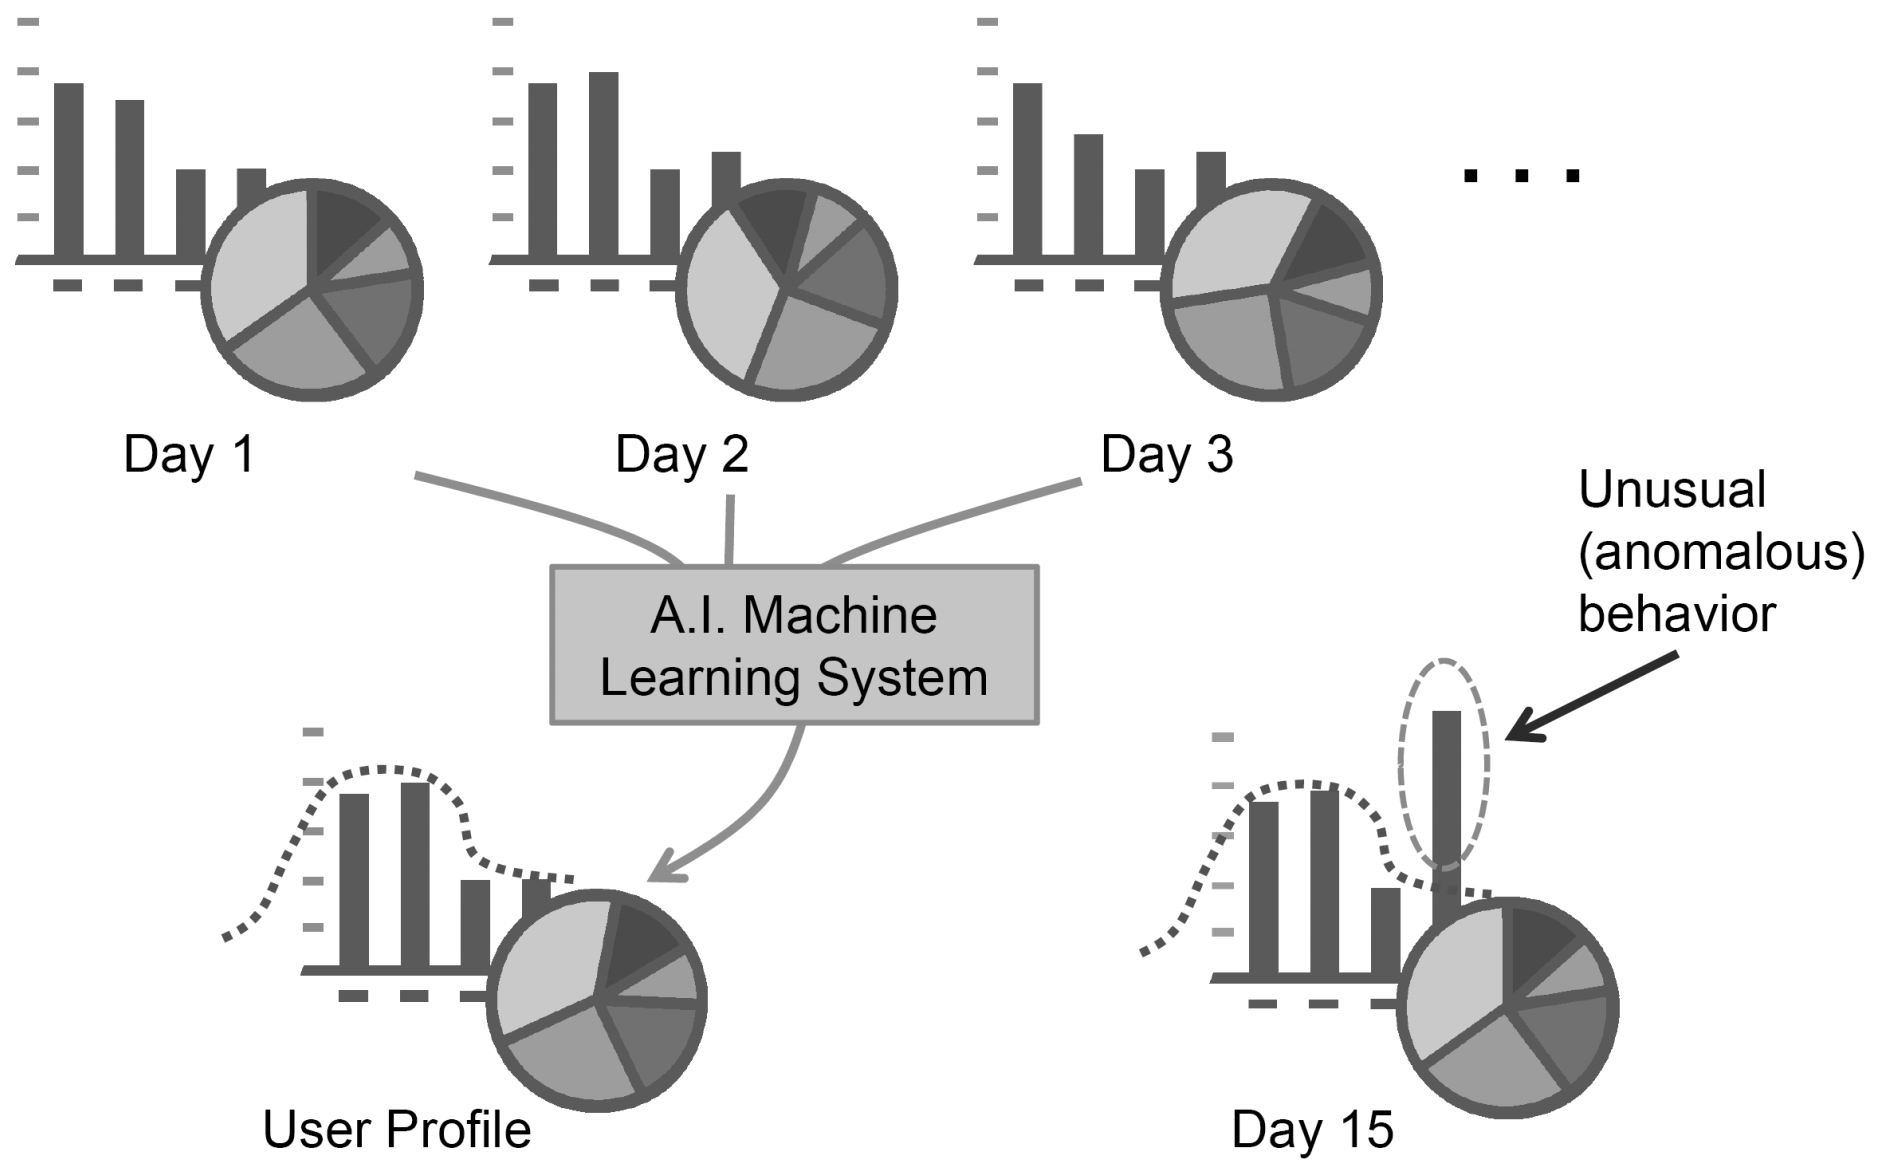 . . .
Day 1
Day 2
Day 3
Unusual
(anomalous)
behavior
A.I. Machine
Learning System
User Profile
Day 15